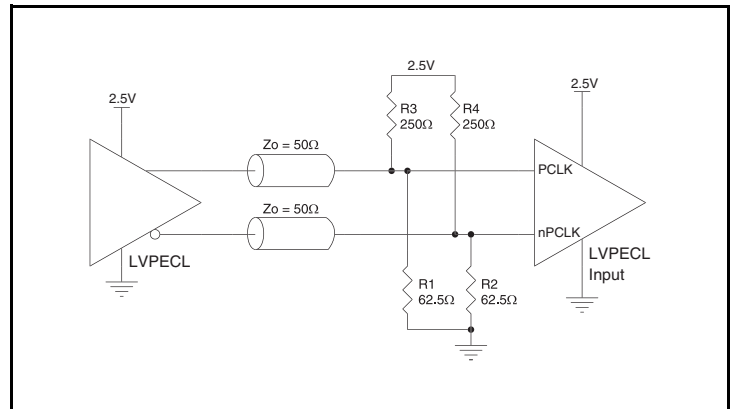 2.5V
2.5V
2.5V
R3
250Ω
R4
250Ω
Zo = 50Ω
PCLK
Zo = 50Ω
nPCLK
LVPECL
LVPECL
Input
R1
62.5Ω
R2
62.5Ω